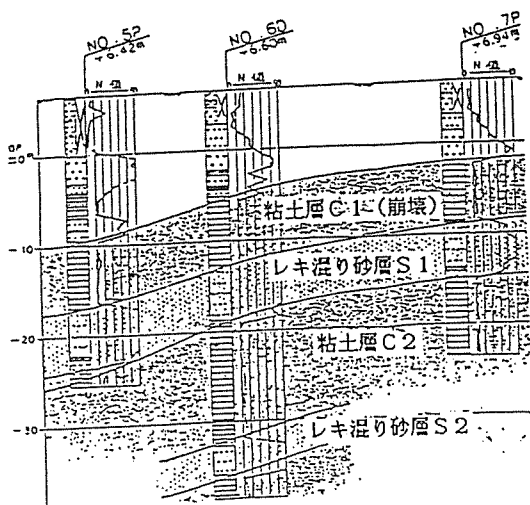 NO.5P
+6.42m
NO.6D
+6.60m
NO.7P
+6.94m
N 値
N 値
N 値
OP
±0m
粘土層C1(崩壊)
-10
レキ混り砂層S1
-20
粘土層C2
-30
レキ混り砂層S2